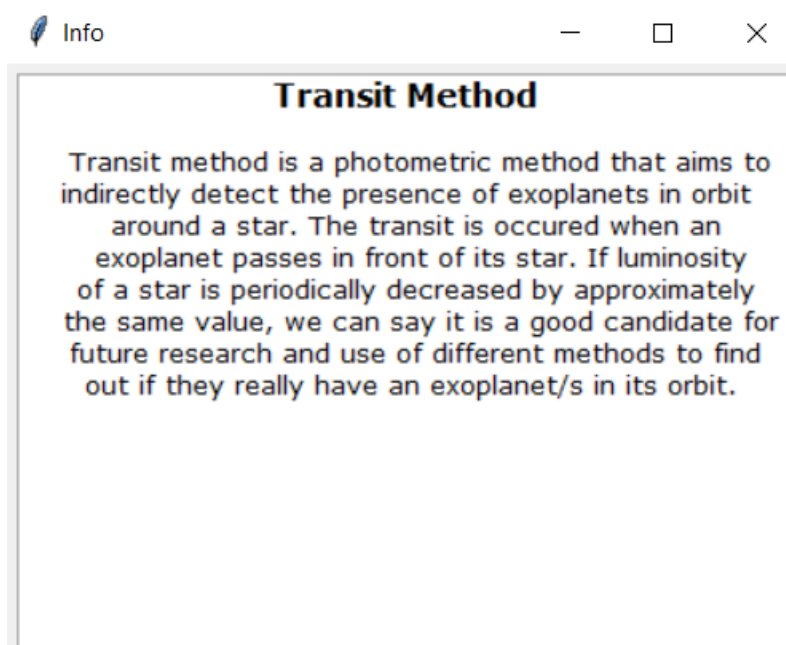 Info
Transit Method
Transit method is a photometric method that aims to
indirectly detect the presence of exoplanets in orbit
around a star. The transit is occured when an
exoplanet passes in front of its star. If luminosity
of a star is periodically decreased by approximately
the same value, we can say it is a good candidate for
future research and use of different methods to find
out if they really have an exoplanet/s in its orbit.